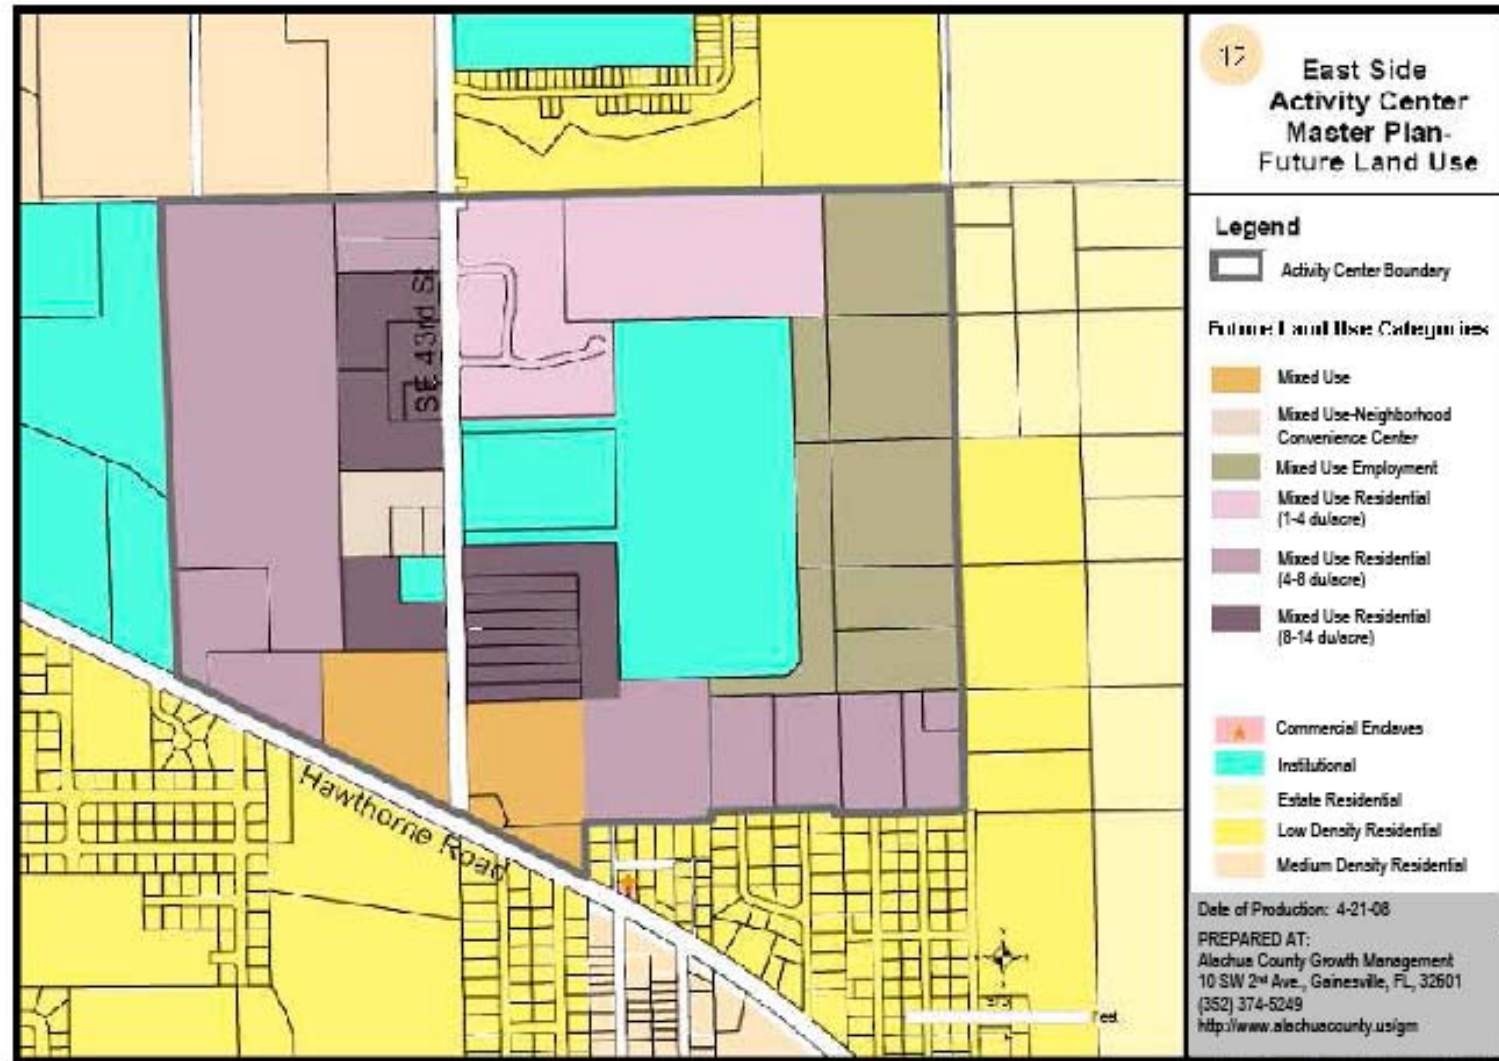 12
East Side
Activity Center
Master Plan-
Future Land Use
Legend
Activity Center Boundary
Future Land Use Categories
Mixed Use
Mixed Use-Neighborhood
Convenience Center
Mixed Use Employment
Mixed Use Residential
(1-4 du/acre)
Mixed Use Residential
(4-8 du/acre)
Mixed Use Residential
(8-14 du/acre)
Commercial Enclaves
Institutional
Estate Residential
Low Density Residential
Medium Density Residential
Date of Production: 4-21-08
PREPARED AT:
Alachua County Growth Management
10 SW 2nd Ave., Gainesville, FL, 32601
(352) 374-5249
http://www.alachuacounty.us/gm
SE 43rd St
Hawthorne Road
Feet